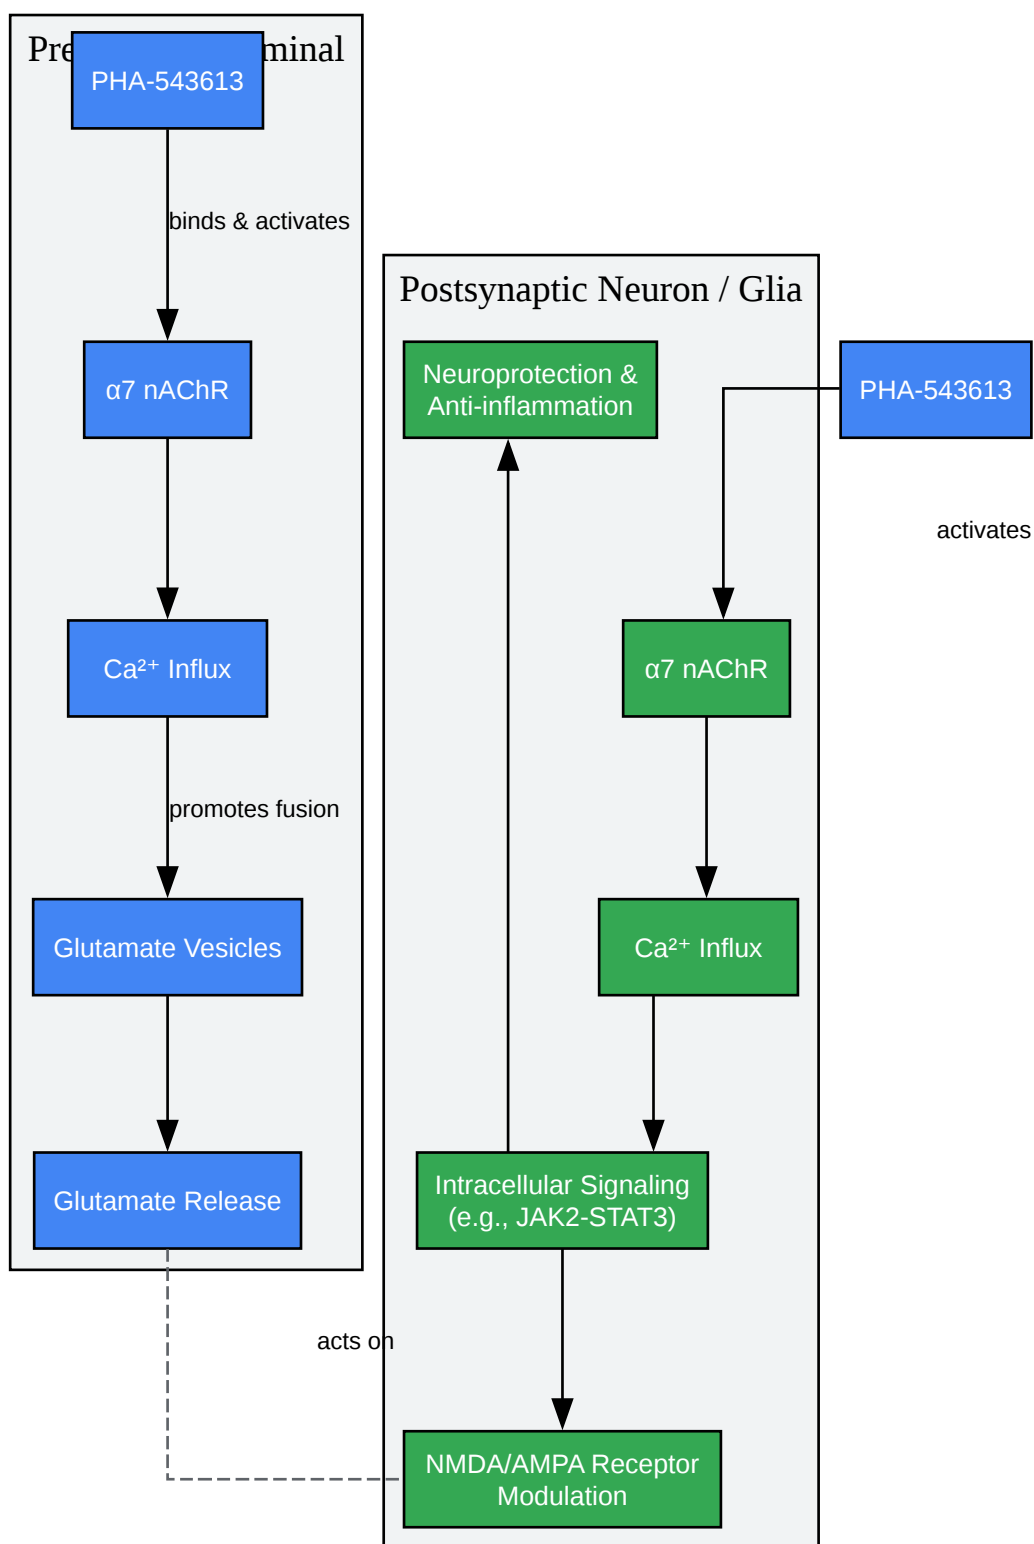 Pre minal
PHA-543613
binds & activates
α7 nAChR
Ca²⁺ Influx
promotes fusion
Glutamate Vesicles
Glutamate Release
acts on
Postsynaptic Neuron / Glia
Neuroprotection &
Anti-inflammation
PHA-543613
activates
α7 nAChR
Ca²⁺ Influx
Intracellular Signaling
(e.g., JAK2-STAT3)
NMDA/AMPA Receptor
Modulation